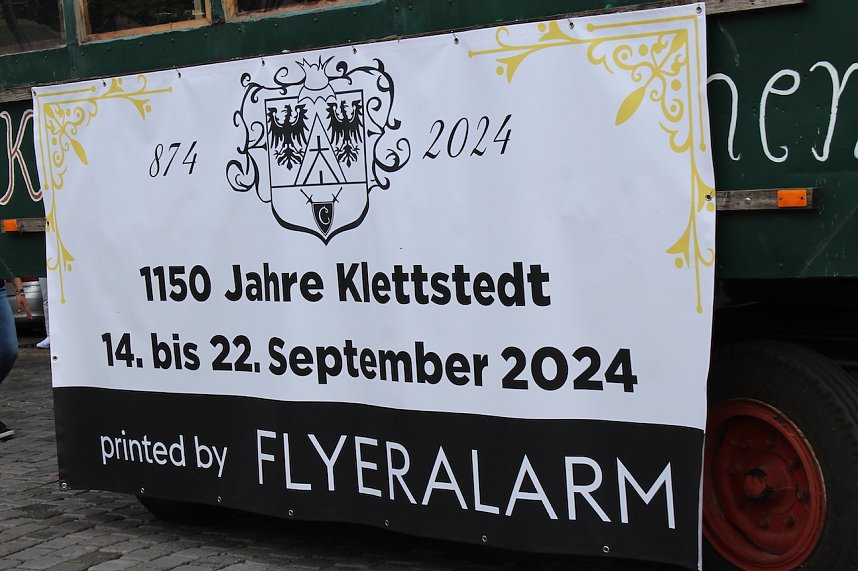 874 2024
C
1150 Jahre Klettstedt
14. bis 22. September 2024
printed by FLYERALARM